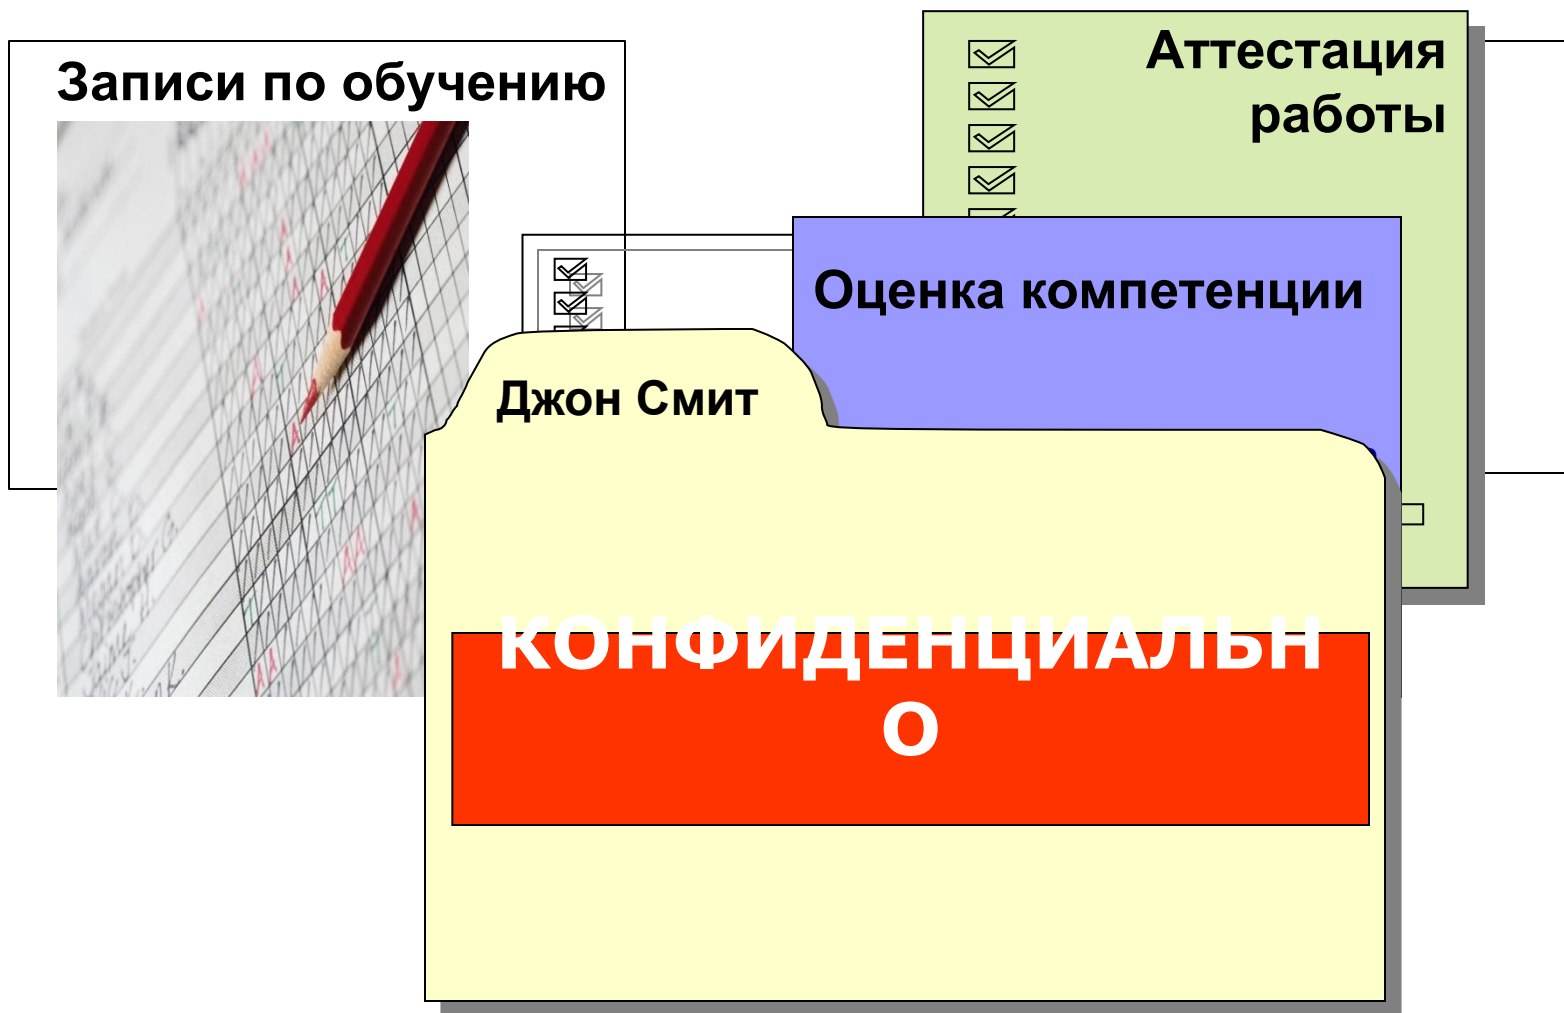 Записи по обучению
Аттестация
работы
Оценка компетенции
Джон Смит
КОНФИДЕНЦИАЛЬН
О